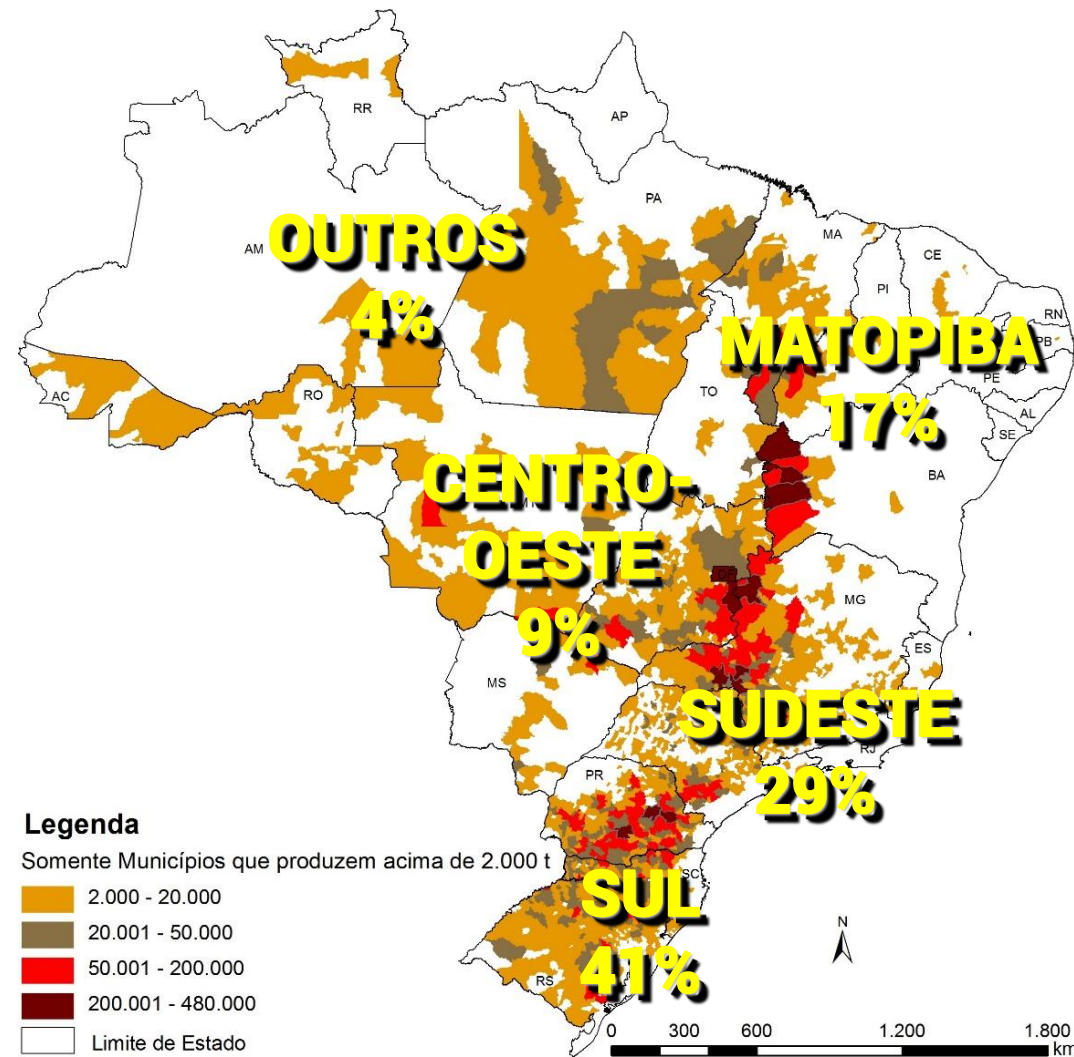 RR
AP
AM
PA
OUTROS
4%
MA
CE
PI
RN
PB
PE
AL
SE
MATOPIBA
17%
AC
RO
TO
BA
CENTRO-
OESTE
9%
DF
MG
ES
MS
SUDESTE
29%
RJ
PR
SC
SUL
41%
RS
N
Legenda
Somente Municípios que produzem acima de 2.000 t
2.000 - 20.000
20.001 - 50.000
50.001 - 200.000
200.001 - 480.000
Limite de Estado
0 300 600 1.200 1.800
km